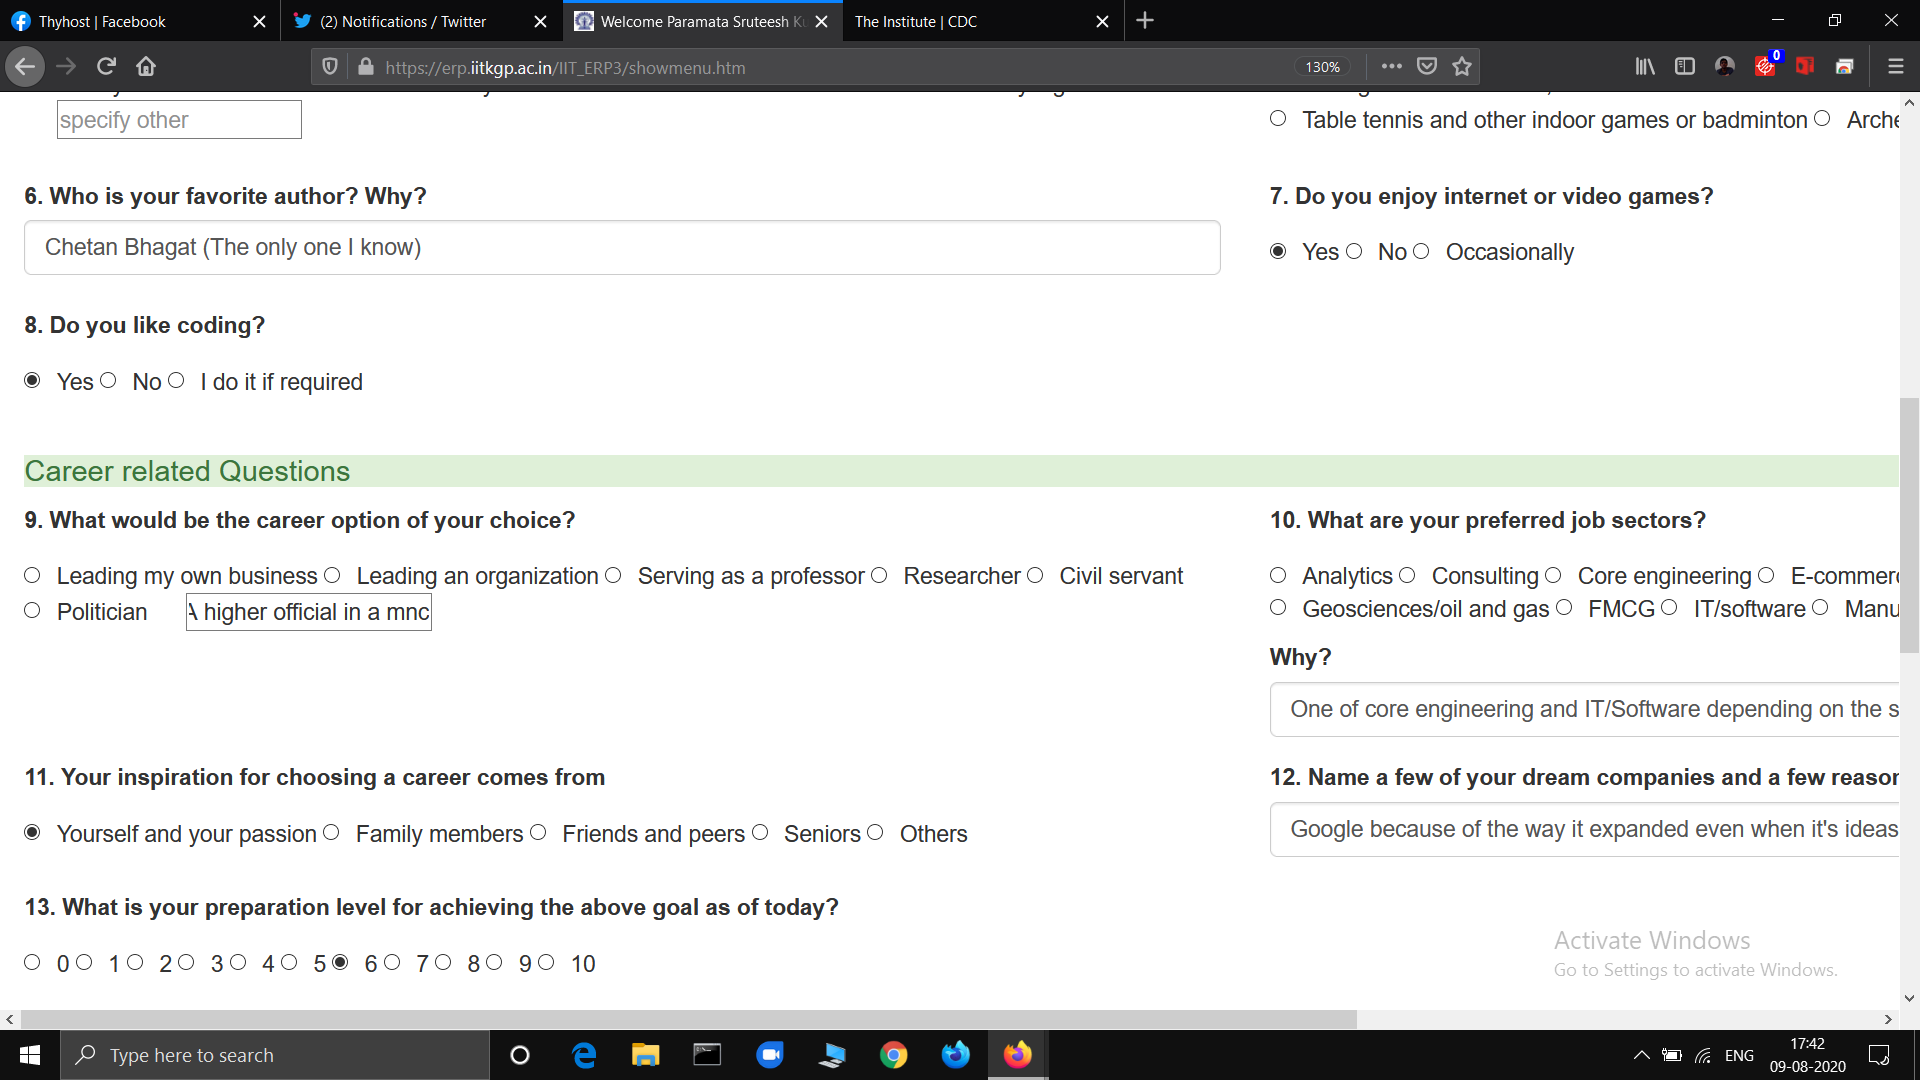 Thyhost | Facebook
(2) Notifications / Twitter
Welcome Paramata Sruteesh Ku
The Institute | CDC
https://erp.iitkgp.ac.in/IIT_ERP3/showmenu.htm
130%
0
specify other
Table tennis and other indoor games or badminton Arche
6. Who is your favorite author? Why?
Chetan Bhagat (The only one I know)
7. Do you enjoy internet or video games?
Yes No Occasionally
8. Do you like coding?
Yes No I do it if required
Career related Questions
9. What would be the career option of your choice?
Leading my own business Leading an organization Serving as a professor Researcher Civil servant
Politician A higher official in a mnc
10. What are your preferred job sectors?
Analytics Consulting Core engineering E-commerc
Geosciences/oil and gas FMCG IT/software Manu
Why?
One of core engineering and IT/Software depending on the s
11. Your inspiration for choosing a career comes from
Yourself and your passion Family members Friends and peers Seniors Others
12. Name a few of your dream companies and a few reason
Google because of the way it expanded even when it's ideas
13. What is your preparation level for achieving the above goal as of today?
0 1 2 3 4 5 6 7 8 9 10
Activate Windows
Go to Settings to activate Windows.
Type here to search
ENG
17:42
09-08-2020